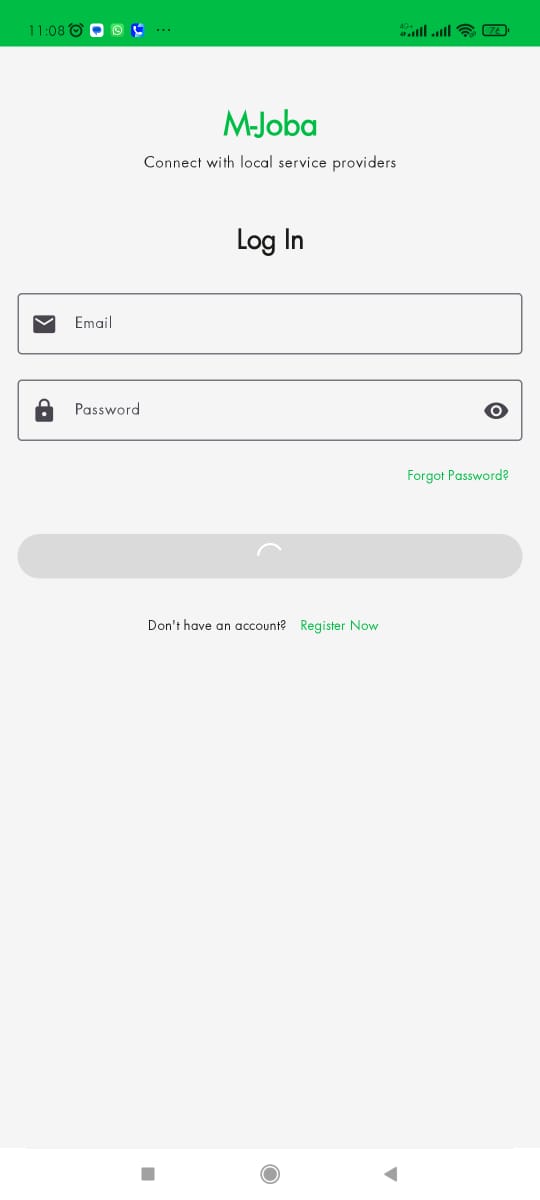 11:08
4G+
M-Joba
Connect with local service providers
Log In
Email
Password
Forgot Password?
Don't have an account? Register Now